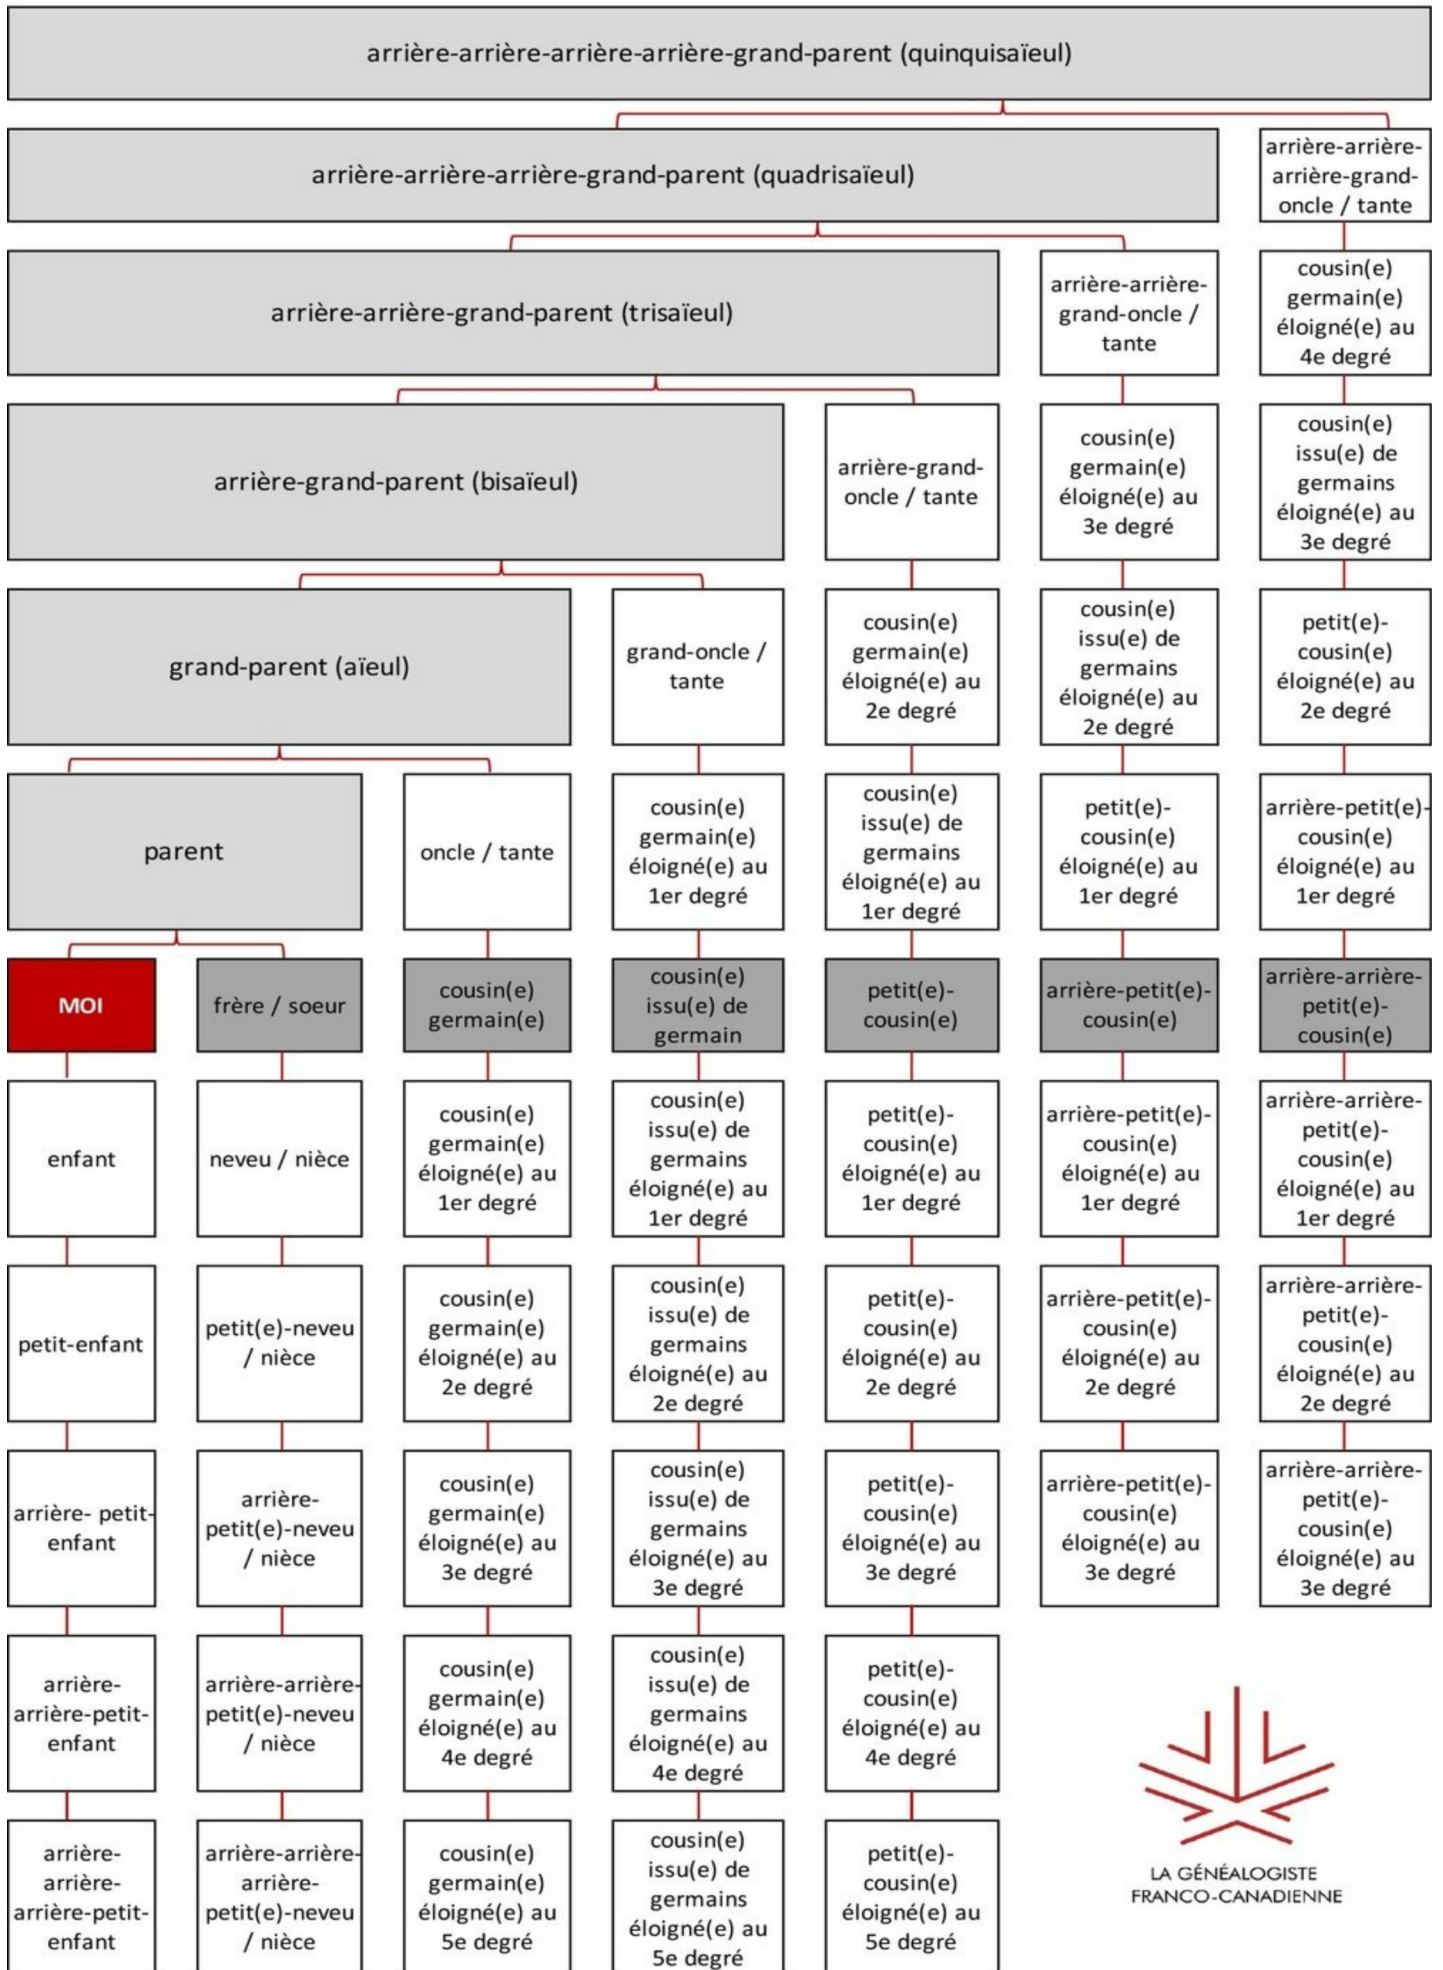 arrière-arrière-arrière-arrière-grand-parent (quinquisaïeul)
arrière-arrière-arrière-grand-parent (quadrisaïeul)
arrière-arrière-
arrière-grand-
oncle / tante
arrière-arrière-grand-parent (trisaïeul)
arrière-arrière-
grand-oncle /
tante
cousin(e)
germain(e)
éloigné(e) au
4e degré
arrière-grand-parent (bisaïeul)
arrière-grand-
oncle / tante
cousin(e)
germain(e)
éloigné(e) au
3e degré
cousin(e)
issu(e) de
germains
éloigné(e) au
3e degré
grand-parent (aïeul)
grand-oncle /
tante
cousin(e)
germain(e)
éloigné(e) au
2e degré
cousin(e)
issu(e) de
germains
éloigné(e) au
2e degré
petit(e)-
cousin(e)
éloigné(e) au
2e degré
parent
oncle / tante
cousin(e)
germain(e)
éloigné(e) au
1er degré
cousin(e)
issu(e) de
germains
éloigné(e) au
1er degré
petit(e)-
cousin(e)
éloigné(e) au
1er degré
arrière-petit(e)-
cousin(e)
éloigné(e) au
1er degré
MOI
frère / soeur
cousin(e)
germain(e)
cousin(e)
issu(e) de
germain
petit(e)-
cousin(e)
arrière-petit(e)-
cousin(e)
arrière-arrière-
petit(e)-
cousin(e)
enfant
neveu / nièce
cousin(e)
germain(e)
éloigné(e) au
1er degré
cousin(e)
issu(e) de
germains
éloigné(e) au
1er degré
petit(e)-
cousin(e)
éloigné(e) au
1er degré
arrière-petit(e)-
cousin(e)
éloigné(e) au
1er degré
arrière-arrière-
petit(e)-
cousin(e)
éloigné(e) au
1er degré
petit-enfant
petit(e)-neveu
/ nièce
cousin(e)
germain(e)
éloigné(e) au
2e degré
cousin(e)
issu(e) de
germains
éloigné(e) au
2e degré
petit(e)-
cousin(e)
éloigné(e) au
2e degré
arrière-petit(e)-
cousin(e)
éloigné(e) au
2e degré
arrière-arrière-
petit(e)-
cousin(e)
éloigné(e) au
2e degré
arrière- petit-
enfant
arrière-
petit(e)-neveu
/ nièce
cousin(e)
germain(e)
éloigné(e) au
3e degré
cousin(e)
issu(e) de
germains
éloigné(e) au
3e degré
petit(e)-
cousin(e)
éloigné(e) au
3e degré
arrière-petit(e)-
cousin(e)
éloigné(e) au
3e degré
arrière-arrière-
petit(e)-
cousin(e)
éloigné(e) au
3e degré
arrière-
arrière-petit-
enfant
arrière-arrière-
petit(e)-neveu
/ nièce
cousin(e)
germain(e)
éloigné(e) au
4e degré
cousin(e)
issu(e) de
germains
éloigné(e) au
4e degré
petit(e)-
cousin(e)
éloigné(e) au
4e degré
arrière-
arrière-
arrière-petit-
enfant
arrière-arrière-
arrière-
petit(e)-neveu
/ nièce
cousin(e)
germain(e)
éloigné(e) au
5e degré
cousin(e)
issu(e) de
germains
éloigné(e) au
5e degré
petit(e)-
cousin(e)
éloigné(e) au
5e degré
LA GÉNÉALOGISTE
FRANCO-CANADIENNE